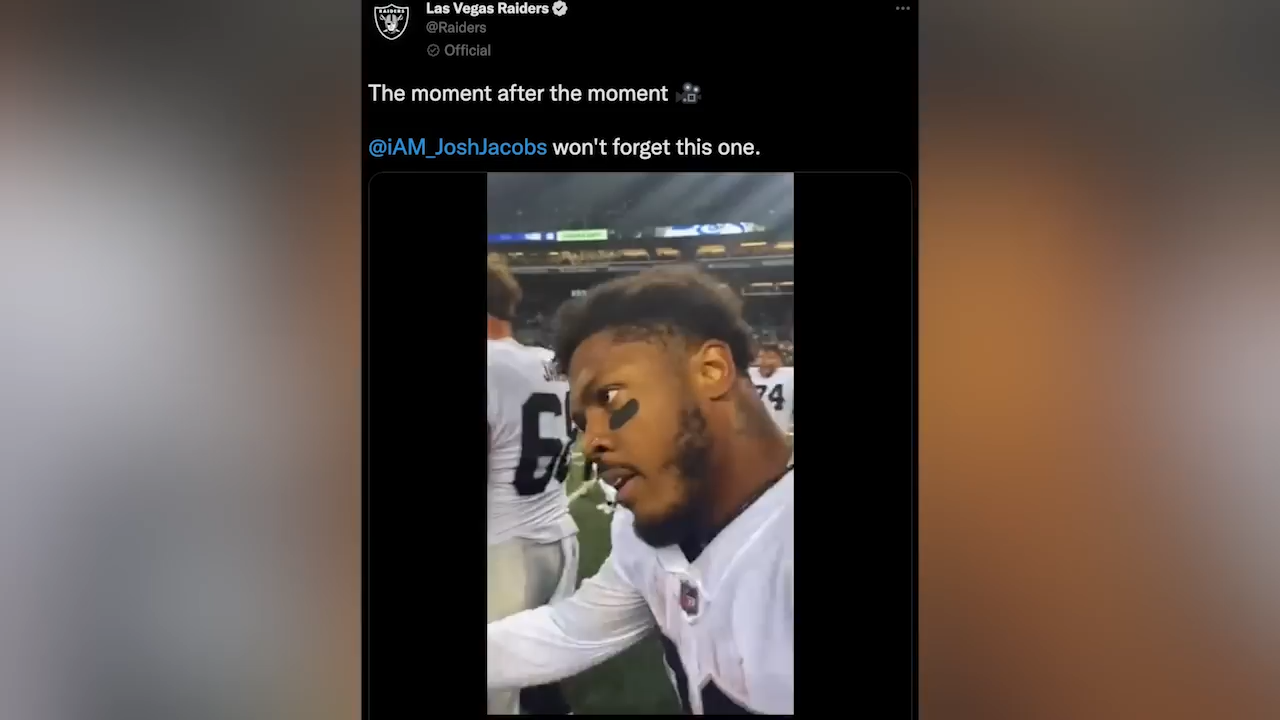 RAIDERS
Las Vegas Raiders
@Raiders
Official
The moment after the moment
@iAM_JoshJacobs won't forget this one.
74